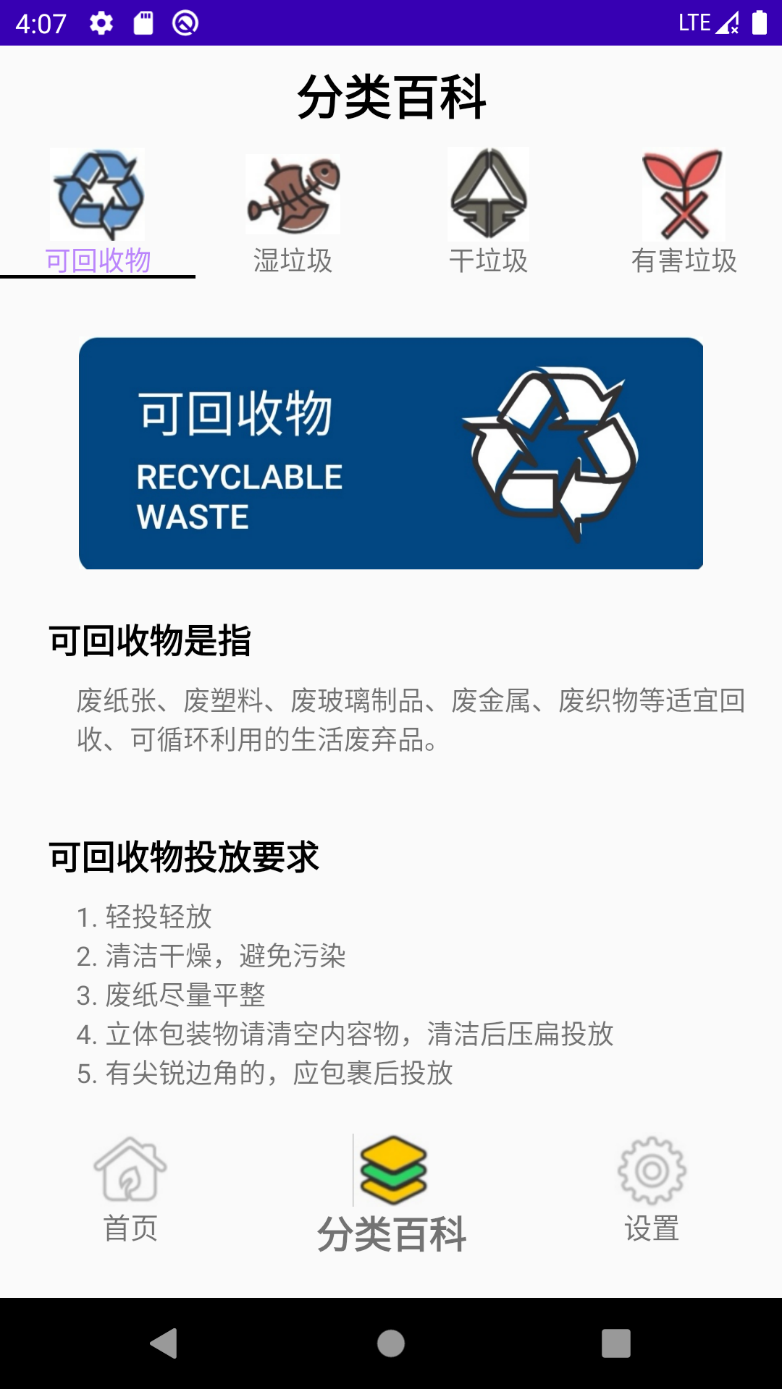 4:07 LTE
分类百科
可回收物 湿垃圾 干垃圾 有害垃圾
可回收物
RECYCLABLE
WASTE
可回收物是指
废纸张、废塑料、废玻璃制品、废金属、废织物等适宜回
收、可循环利用的生活废弃品。
可回收物投放要求
1. 轻投轻放
2. 清洁干燥，避免污染
3. 废纸尽量平整
4. 立体包装物请清空内容物，清洁后压扁投放
5. 有尖锐边角的，应包裹后投放
首页 分类百科 设置